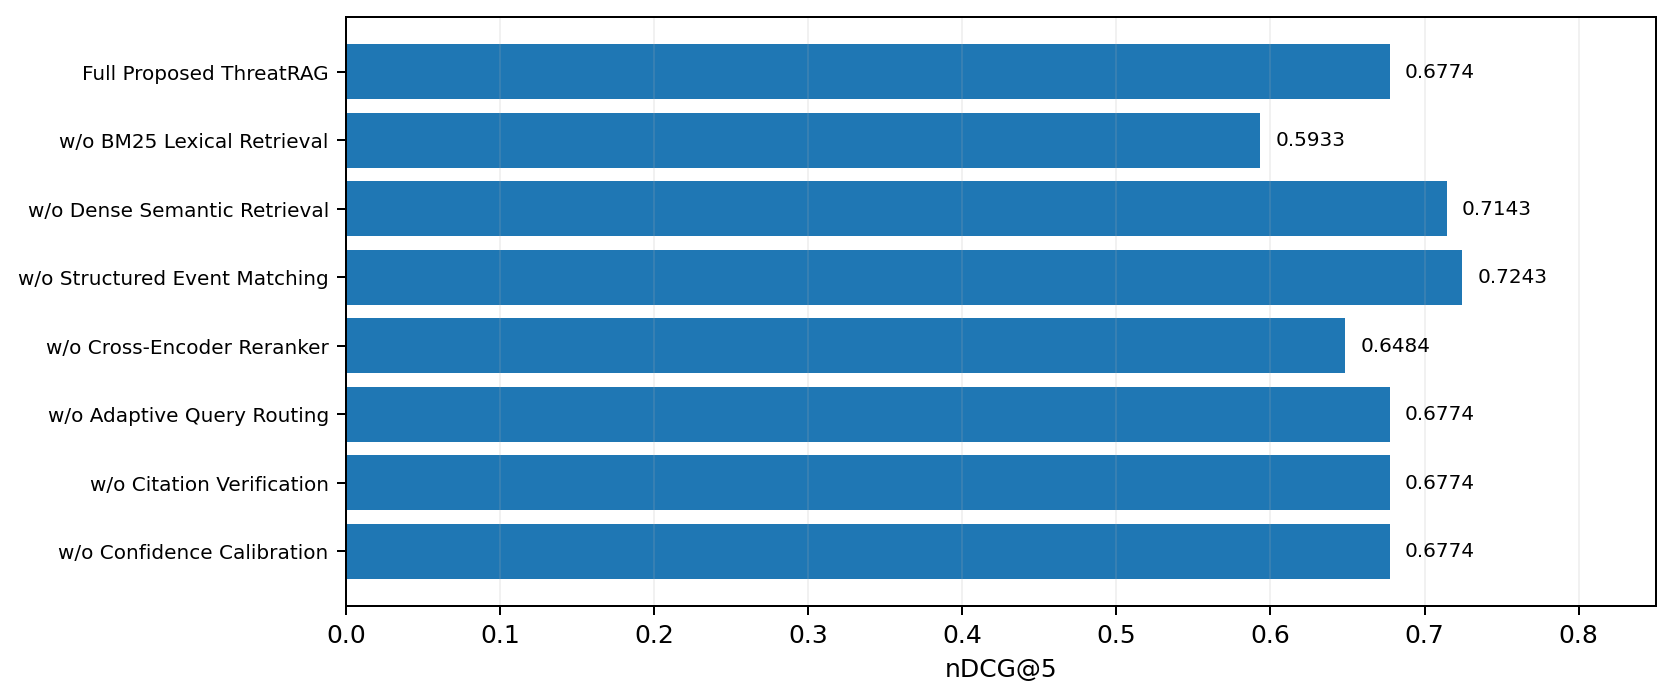 Full Proposed ThreatRAG 0.6774
w/o BM25 Lexical Retrieval 0.5933
w/o Dense Semantic Retrieval 0.7143
w/o Structured Event Matching 0.7243
w/o Cross-Encoder Reranker 0.6484
w/o Adaptive Query Routing 0.6774
w/o Citation Verification 0.6774
w/o Confidence Calibration 0.6774
0.0 0.1 0.2 0.3 0.4 0.5 0.6 0.7 0.8
nDCG@5